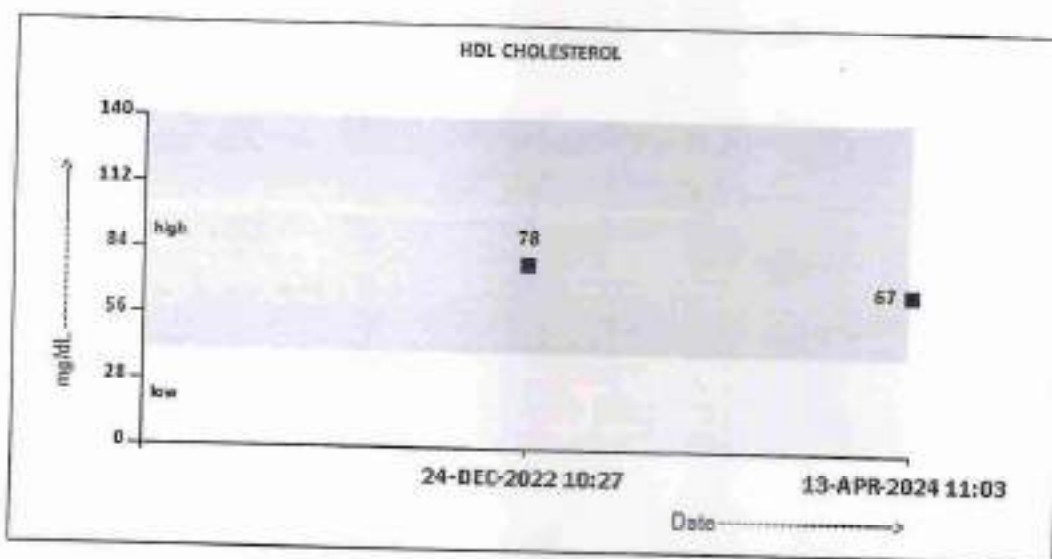 HDL CHOLESTEROL
140
112
84
56
28
0
high
low
mg/dL
78
67
24-DEC-2022 10:27
13-APR-2024 11:03
Date